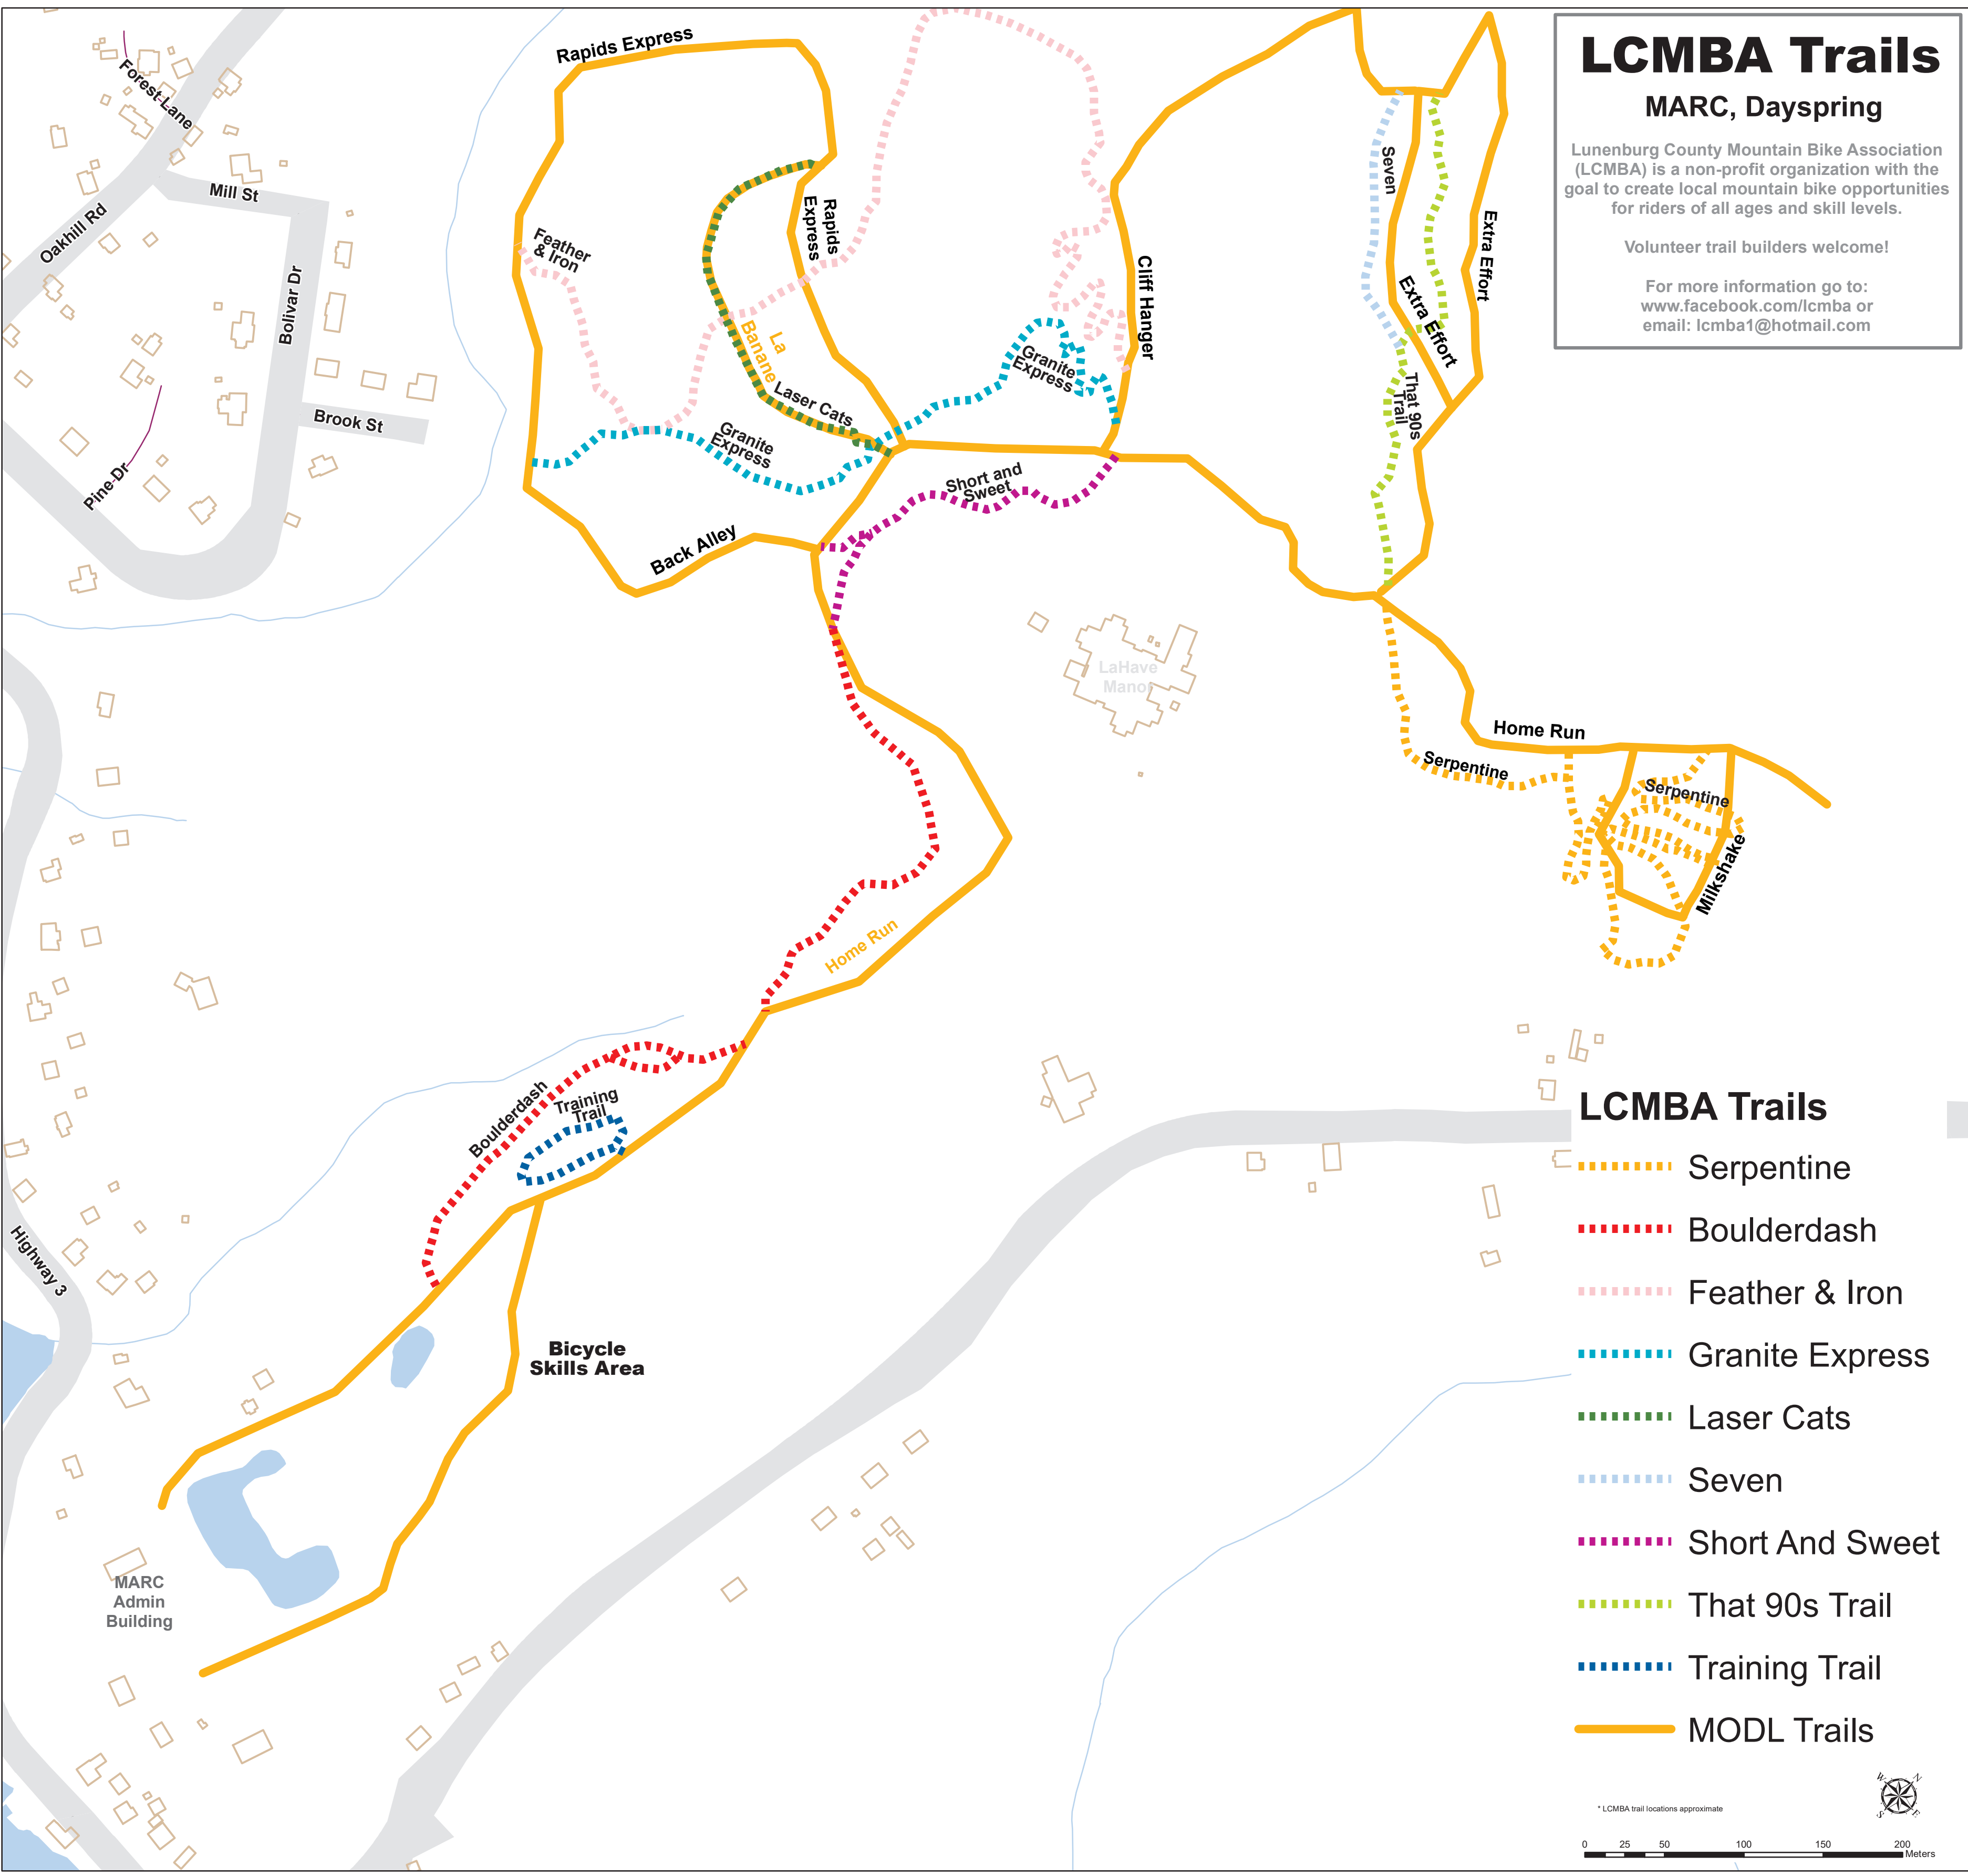 LCMBA Trails
MARC, Dayspring
Lunenburg County Mountain Bike Association
(LCMBA) is a non-profit organization with the
goal to create local mountain bike opportunities
for riders of all ages and skill levels.
Volunteer trail builders welcome!
For more information go to:
www.facebook.com/lcmba or
email: lcmba1@hotmail.com
Rapids Express
Forest Lane
Mill St
Oakhill Rd
Bolivar Dr
Brook St
Pine Dr
Feather
& Iron
Rapids
Express
La
Banane
Laser Cats
Granite
Express
Granite
Express
Cliff Hanger
Seven
Extra Effort
Extra Effort
That 90s
Trail
Short and
Sweet
Back Alley
LaHave
Manor
Home Run
Serpentine
Serpentine
Milkshake
Home Run
Boulderdash
Training
Trail
Highway 3
Bicycle
Skills Area
MARC
Admin
Building
LCMBA Trails
Serpentine
Boulderdash
Feather & Iron
Granite Express
Laser Cats
Seven
Short And Sweet
That 90s Trail
Training Trail
MODL Trails
W N
S E
* LCMBA trail locations approximate
0 25 50 100 150 200
Meters